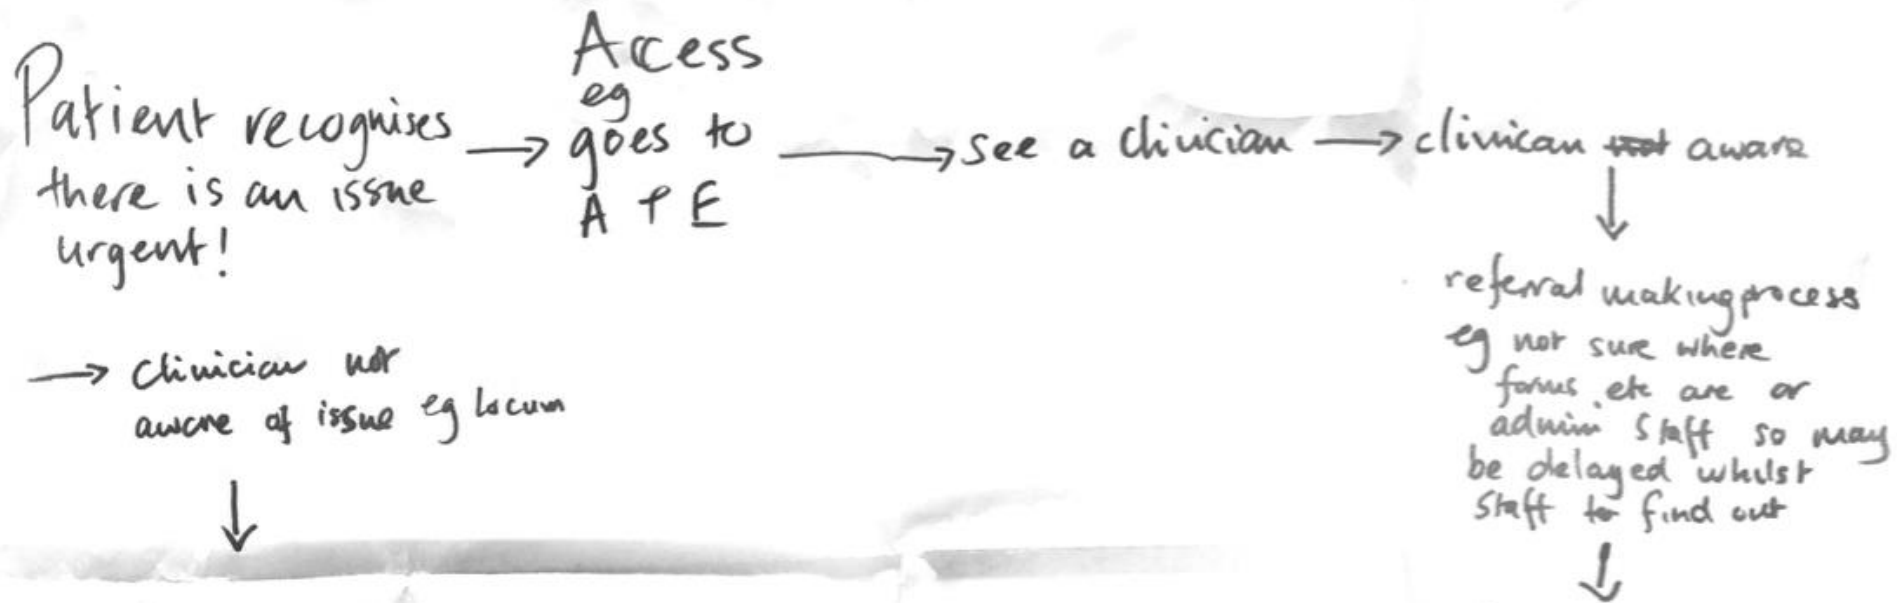 Patient recognises
there is an issue
urgent!
Access
eg
goes to
A + E
see a clinician
clinican not aware
referral making process
eg not sure where
forms etc are or
admin staff so may
be delayed whilst
staff to find out
clinician not
aware of issue eg locum